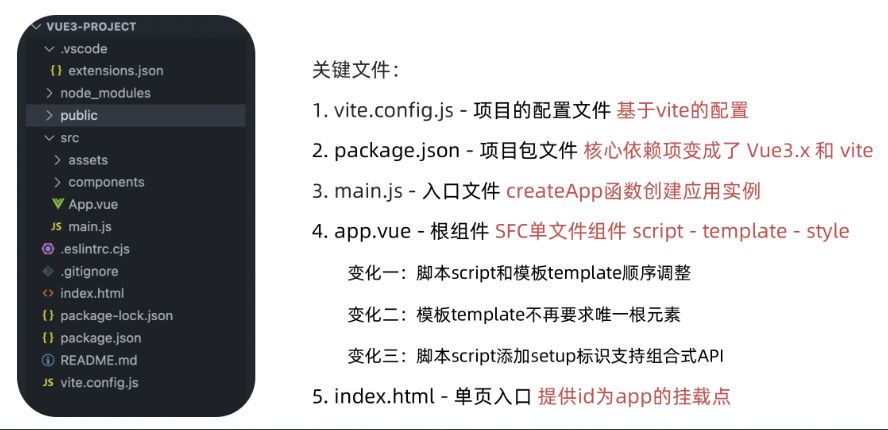 VUE3-PROJECT
.vscode
{} extensions.json
node_modules
public
src
assets
components
App.vue
JS main.js
.eslintrc.cjs
.gitignore
<> index.html
{} package-lock.json
{} package.json
README.md
JS vite.config.js
关键文件：
1. vite.config.js - 项目的配置文件 基于vite的配置
2. package.json - 项目包文件 核心依赖项变成了 Vue3.x 和 vite
3. main.js - 入口文件 createApp函数创建应用实例
4. app.vue - 根组件 SFC单文件组件 script - template - style
变化一：脚本script和模板template顺序调整
变化二：模板template不再要求唯一根元素
变化三：脚本script添加setup标识支持组合式API
5. index.html - 单页入口 提供id为app的挂载点